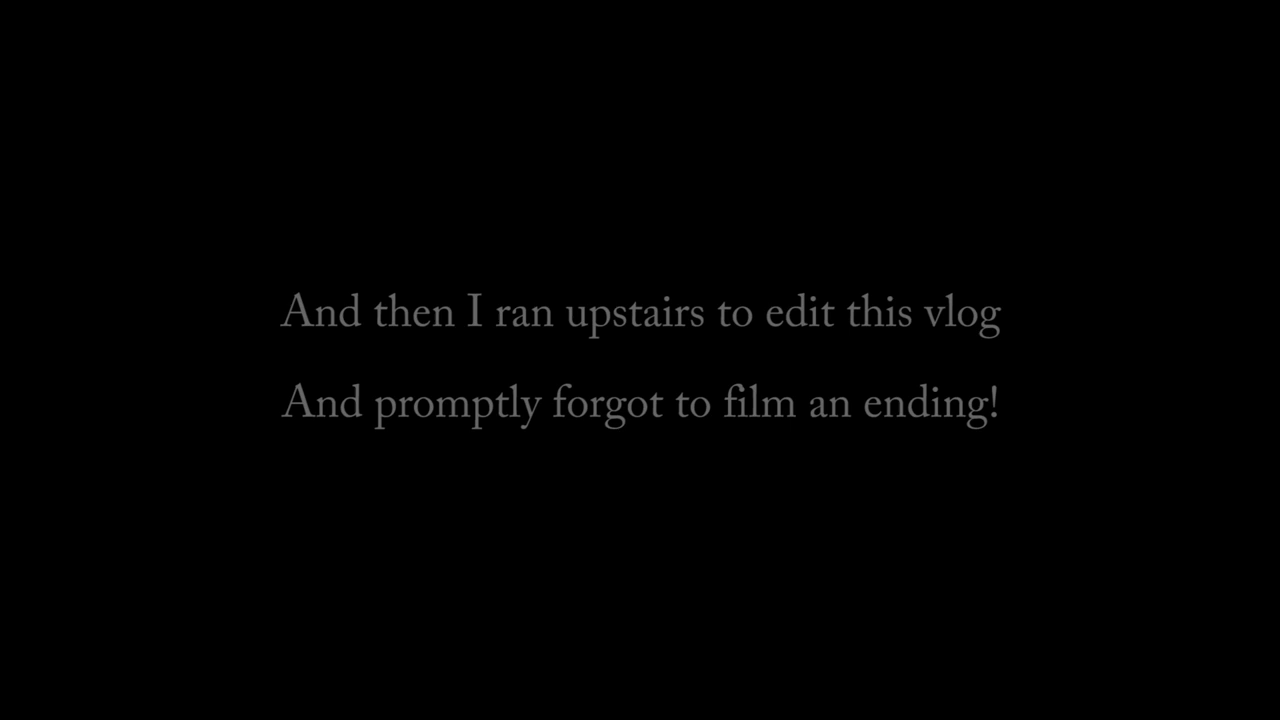 And then I ran upstairs to edit this vlog
And promptly forgot to film an ending!